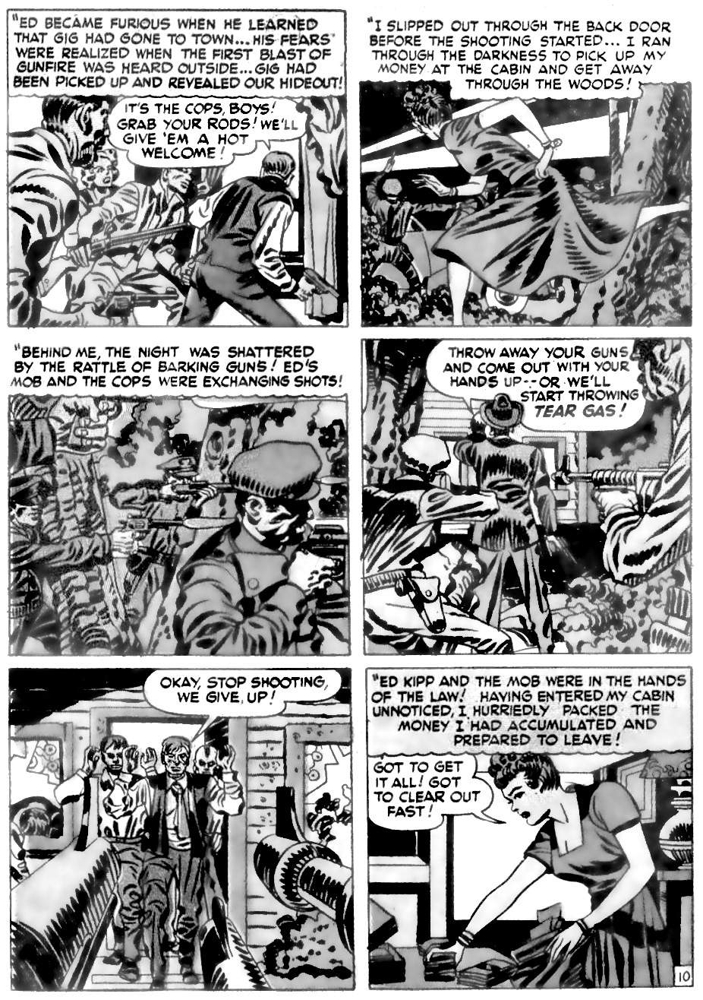 "ED BECAME FURIOUS WHEN HE LEARNED
THAT GIG HAD GONE TO TOWN... HIS FEARS
WERE REALIZED WHEN THE FIRST BLAST OF
GUNFIRE WAS HEARD OUTSIDE... GIG HAD
BEEN PICKED UP AND REVEALED OUR HIDEOUT!
IT'S THE COPS, BOYS!
GRAB YOUR RODS! WE'LL
GIVE 'EM A HOT
WELCOME!
"I SLIPPED OUT THROUGH THE BACK DOOR
BEFORE THE SHOOTING STARTED... I RAN
THROUGH THE DARKNESS TO PICK UP MY
MONEY AT THE CABIN AND GET AWAY
THROUGH THE WOODS!
"BEHIND ME, THE NIGHT WAS SHATTERED
BY THE RATTLE OF BARKING GUNS! ED'S
MOB AND THE COPS WERE EXCHANGING SHOTS!
THROW AWAY YOUR GUNS
AND COME OUT WITH YOUR
HANDS UP--OR WE'LL
START THROWING
TEAR GAS!
OKAY, STOP SHOOTING,
WE GIVE, UP!
"ED KIPP AND THE MOB WERE IN THE HANDS
OF THE LAW! HAVING ENTERED MY CABIN
UNNOTICED, I HURRIEDLY PACKED THE
MONEY I HAD ACCUMULATED AND
PREPARED TO LEAVE!
GOT TO GET
IT ALL! GOT
TO CLEAR OUT
FAST!
10